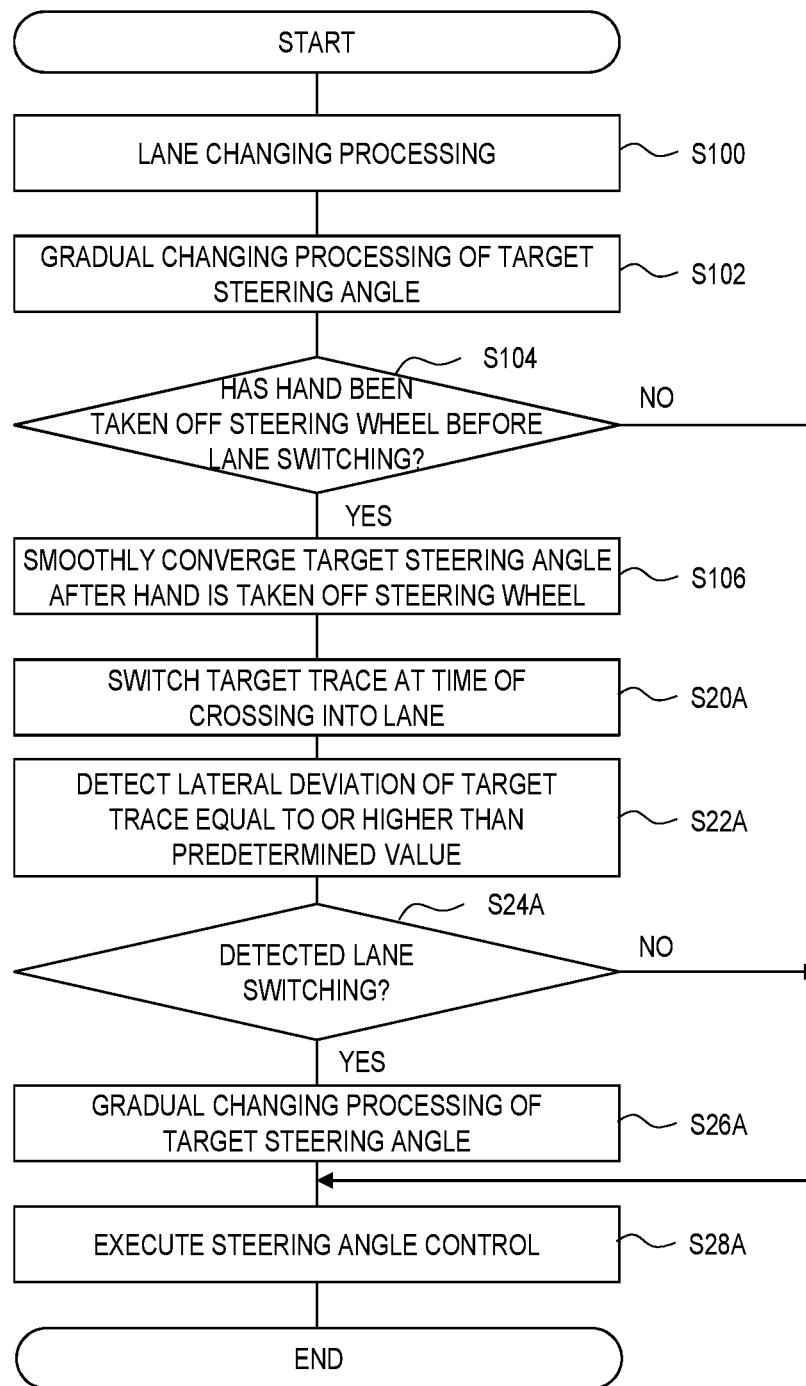 START
LANE CHANGING PROCESSING
S100
GRADUAL CHANGING PROCESSING OF TARGET
STEERING ANGLE
S102
S104
HAS HAND BEEN
TAKEN OFF STEERING WHEEL BEFORE
LANE SWITCHING?
NO
YES
SMOOTHLY CONVERGE TARGET STEERING ANGLE
AFTER HAND IS TAKEN OFF STEERING WHEEL
S106
SWITCH TARGET TRACE AT TIME OF
CROSSING INTO LANE
S20A
DETECT LATERAL DEVIATION OF TARGET
TRACE EQUAL TO OR HIGHER THAN
PREDETERMINED VALUE
S22A
S24A
DETECTED LANE
SWITCHING?
NO
YES
GRADUAL CHANGING PROCESSING OF
TARGET STEERING ANGLE
S26A
EXECUTE STEERING ANGLE CONTROL
S28A
END